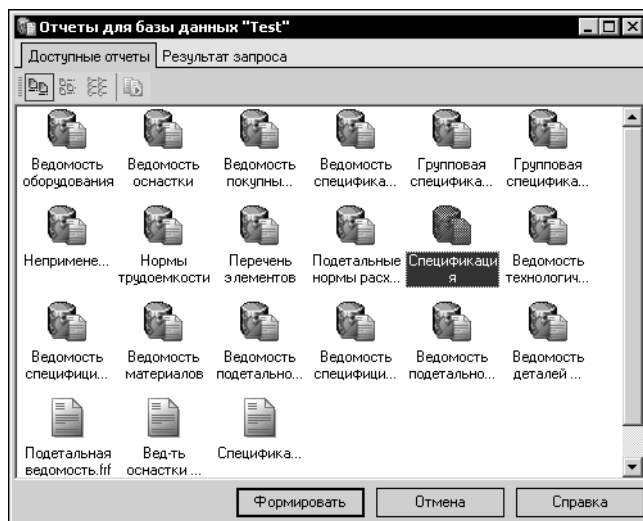 Отчеты для базы данных "Test"
Доступные отчеты Результат запроса
Ведомость Ведомость Ведомость Ведомость Групповая Групповая
оборудования оснастки покупны... специфика... специфика... специфика...
Непримене... Нормы Перечень Подетальные Спецификаци Ведомость
трудоемкости элементов нормы расх... я технологич...
Ведомость Ведомость Ведомость Ведомость Ведомость Ведомость
специфици... материалов подетально... специфици... подетально... деталей ...
Подетальная Вед-ть Специфика...
ведомость.frf оснастки ...
Формировать Отмена Справка